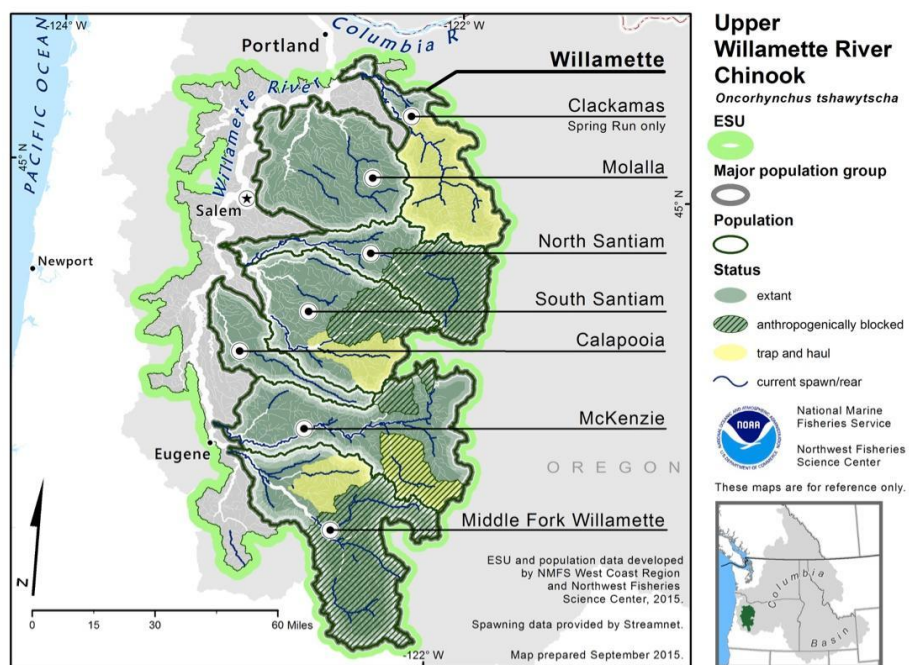 -124° W
-122° W
Portland
Columbia R
PACIFIC OCEAN
Willamette River
Willamette
Clackamas
Spring Run only
45° N
Molalla
45° N
Salem
North Santiam
Newport
South Santiam
Calapooia
McKenzie
Eugene
OREGON
Middle Fork Willamette
N
ESU and population data developed
by NMFS West Coast Region
and Northwest Fisheries
Science Center, 2015.
Spawning data provided by Streamnet.
0 15 30 60 Miles
-122° W
Map prepared September 2015.
Upper
Willamette River
Chinook
Oncorhynchus tshawytscha
ESU
Major population group
Population
Status
extant
anthropogenically blocked
trap and haul
current spawn/rear
NOAA
National Marine
Fisheries Service
Northwest Fisheries
Science Center
These maps are for reference only.
Columbia
Basin